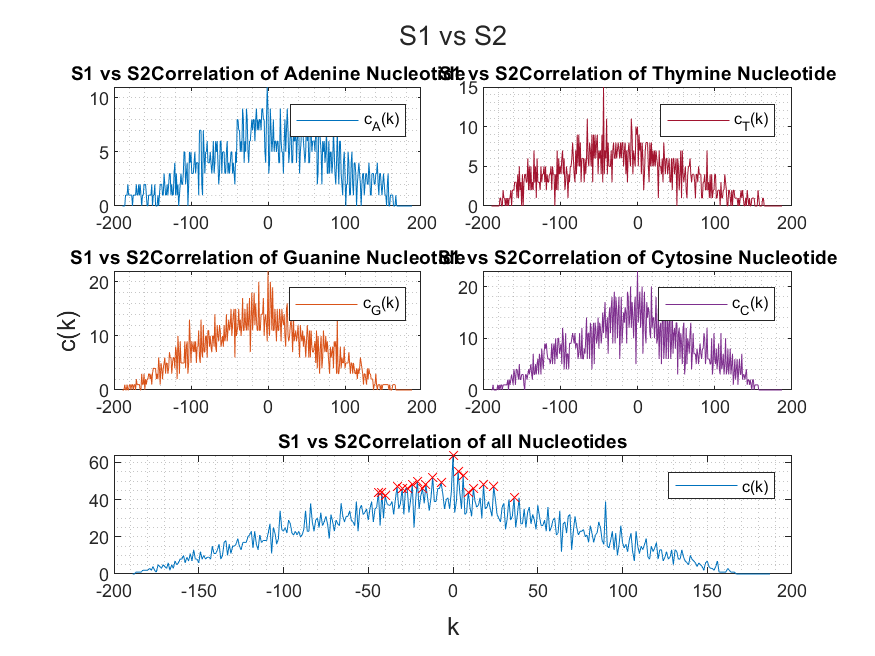 S1 vs S2
S1 vs S2Correlation of Adenine Nucleotide
S1 vs S2Correlation of Thymine Nucleotide
10
5
0
-200 -100 0 100 200
c_A(k)
15
10
5
0
-200 -100 0 100 200
c_T(k)
S1 vs S2Correlation of Guanine Nucleotide
S1 vs S2Correlation of Cytosine Nucleotide
20
10
0
-200 -100 0 100 200
c_G(k)
20
10
0
-200 -100 0 100 200
c_C(k)
c(k)
S1 vs S2Correlation of all Nucleotides
60
40
20
0
-200 -150 -100 -50 0 50 100 150 200
c(k)
k